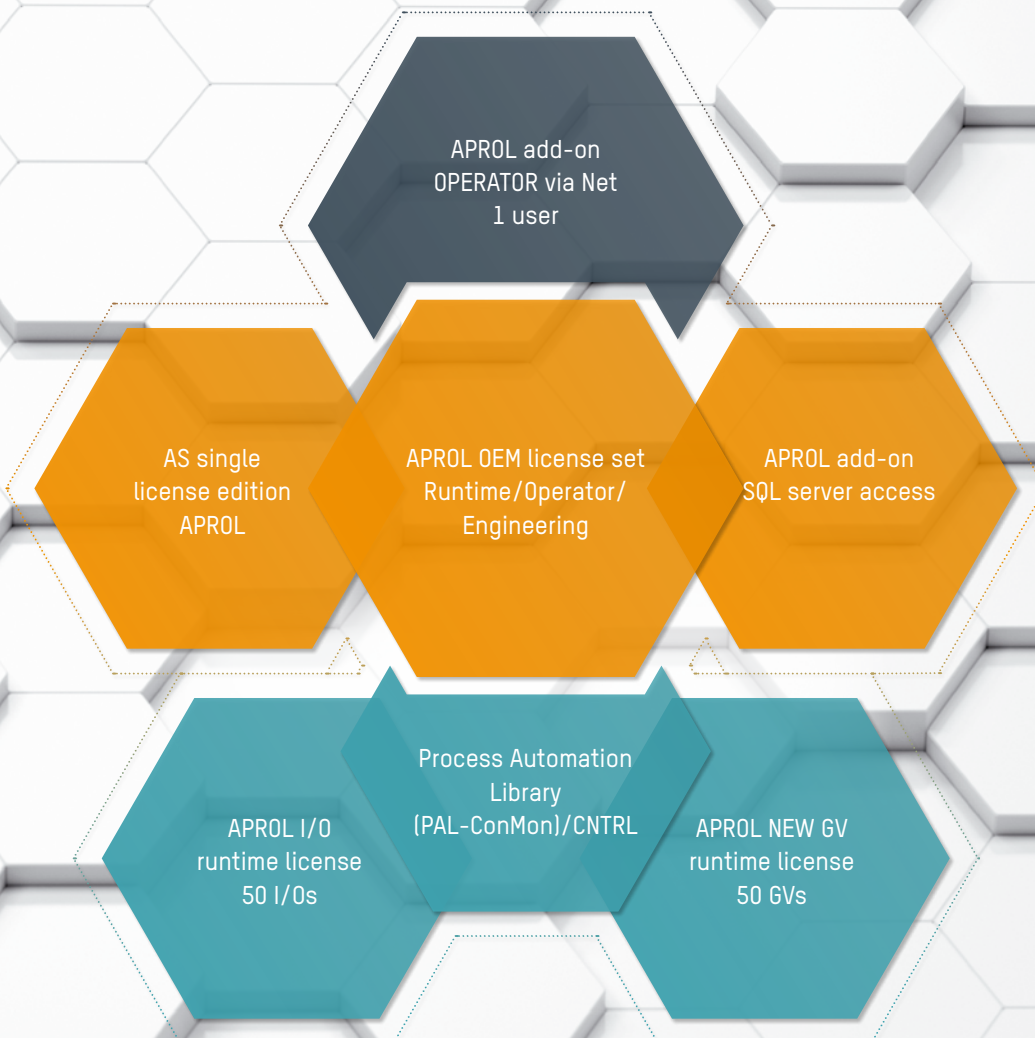 APROL add-on
OPERATOR via Net
1 user
AS single
license edition
APROL
APROL OEM license set
Runtime/Operator/
Engineering
APROL add-on
SQL server access
Process Automation
Library
(PAL-ConMon)/CNTRL
APROL I/O
runtime license
50 I/Os
APROL NEW GV
runtime license
50 GVs